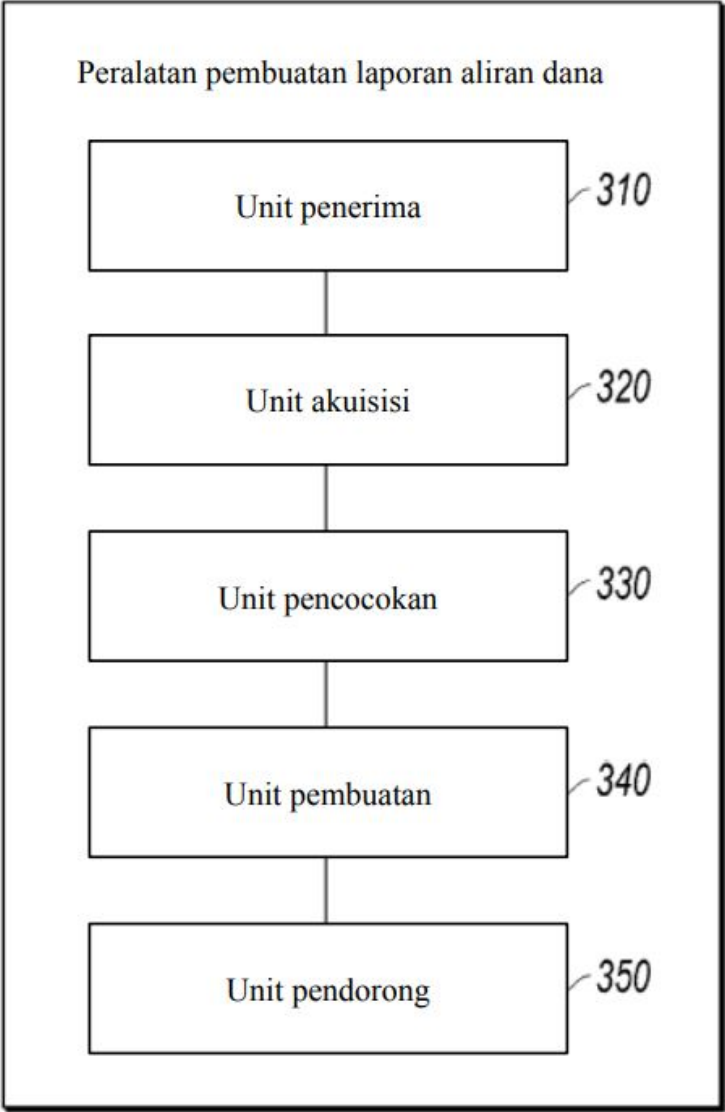 Peralatan pembuatan laporan aliran dana
Unit penerima
310
Unit akuisisi
320
Unit pencocokan
330
Unit pembuatan
340
Unit pendorong
350